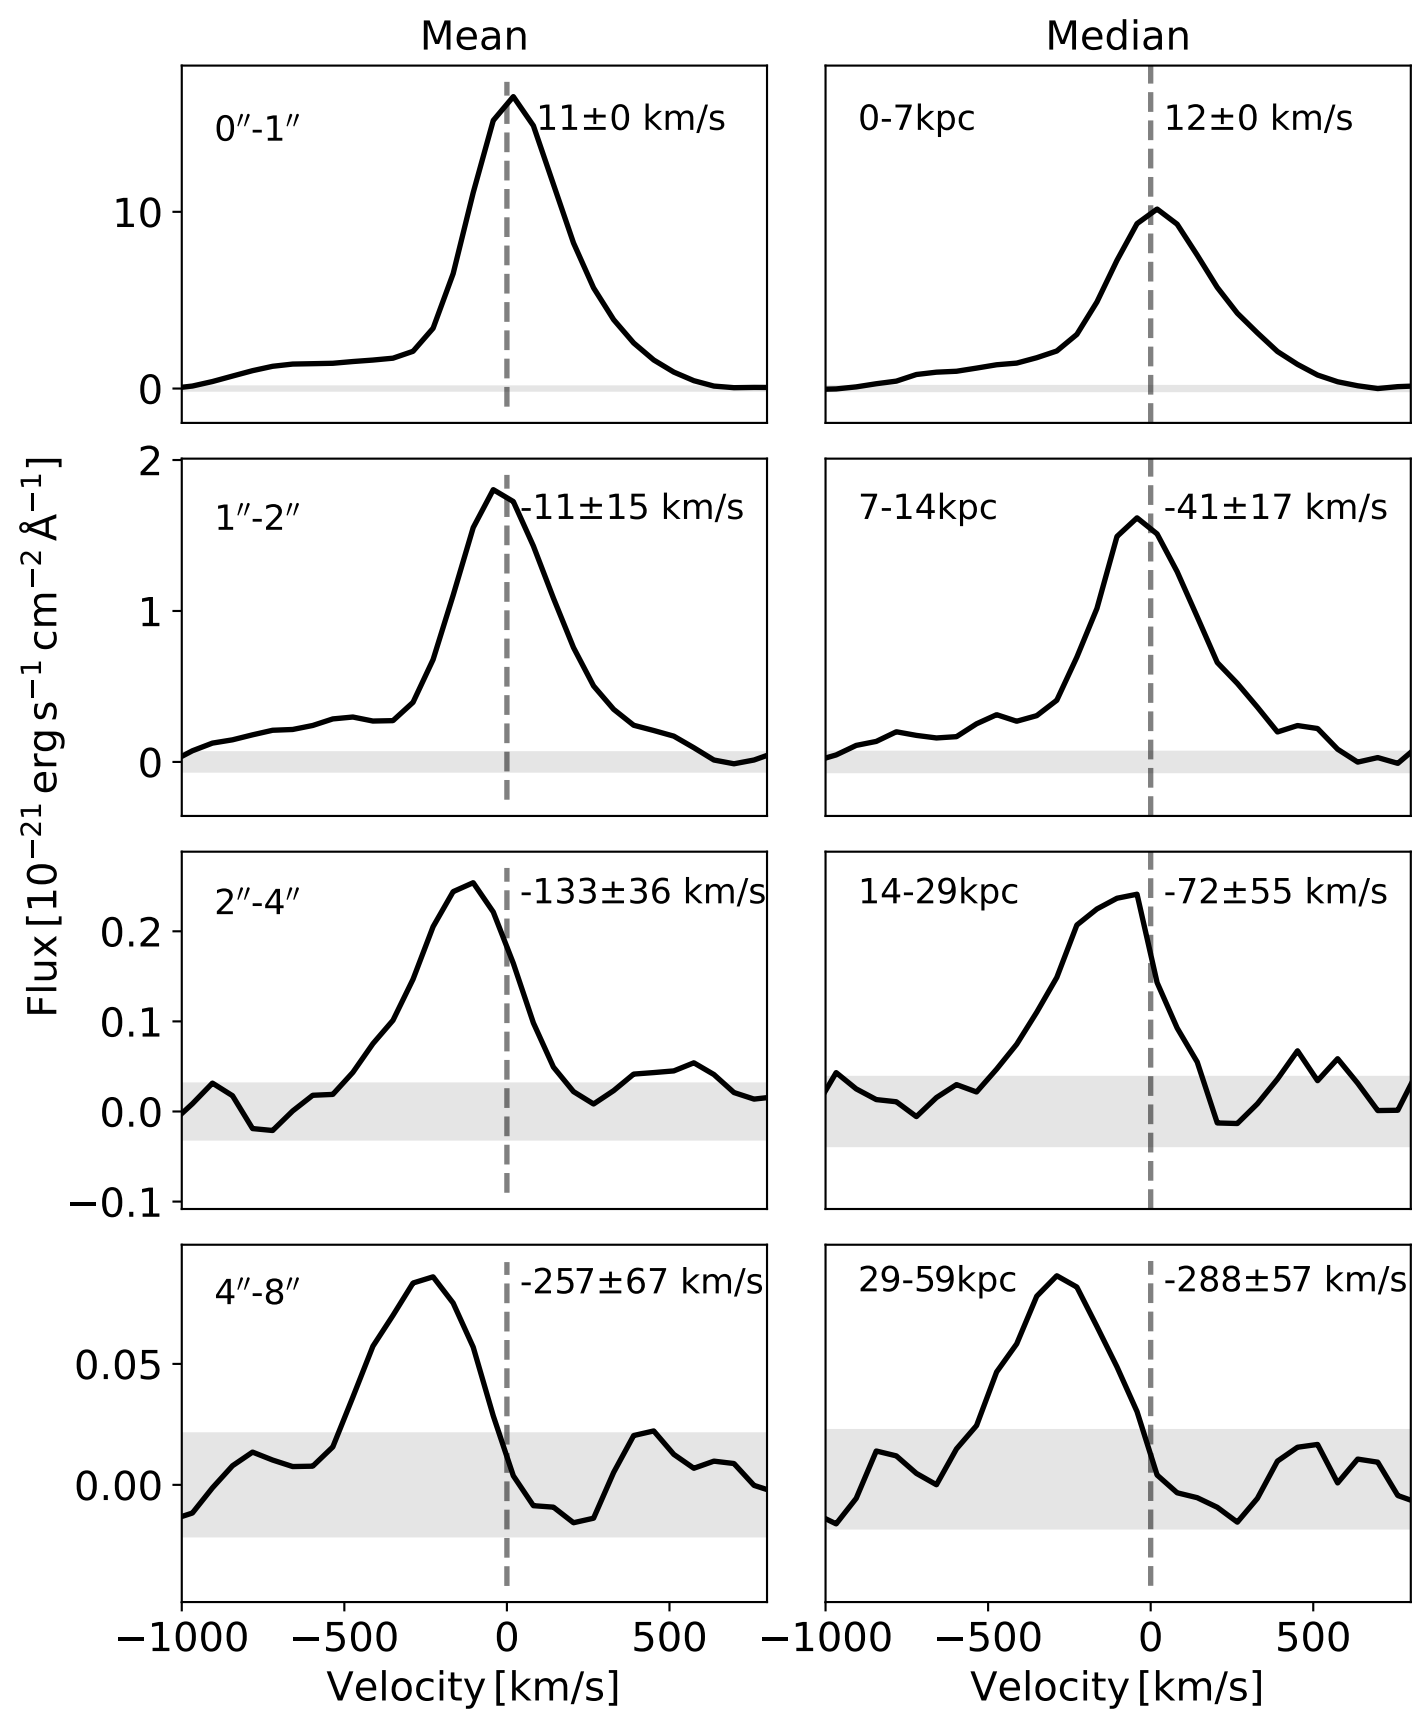 Mean
Median
0″-1″
11±0 km/s
0-7kpc
12±0 km/s
10
0
2
1″-2″
-11±15 km/s
7-14kpc
-41±17 km/s
1
0
Flux [10⁻²¹ erg s⁻¹ cm⁻² Å⁻¹]
2″-4″
-133±36 km/s
14-29kpc
-72±55 km/s
0.2
0.1
0.0
−0.1
4″-8″
-257±67 km/s
29-59kpc
-288±57 km/s
0.05
0.00
−1000 −500 0 500
−1000 −500 0 500
Velocity [km/s]
Velocity [km/s]